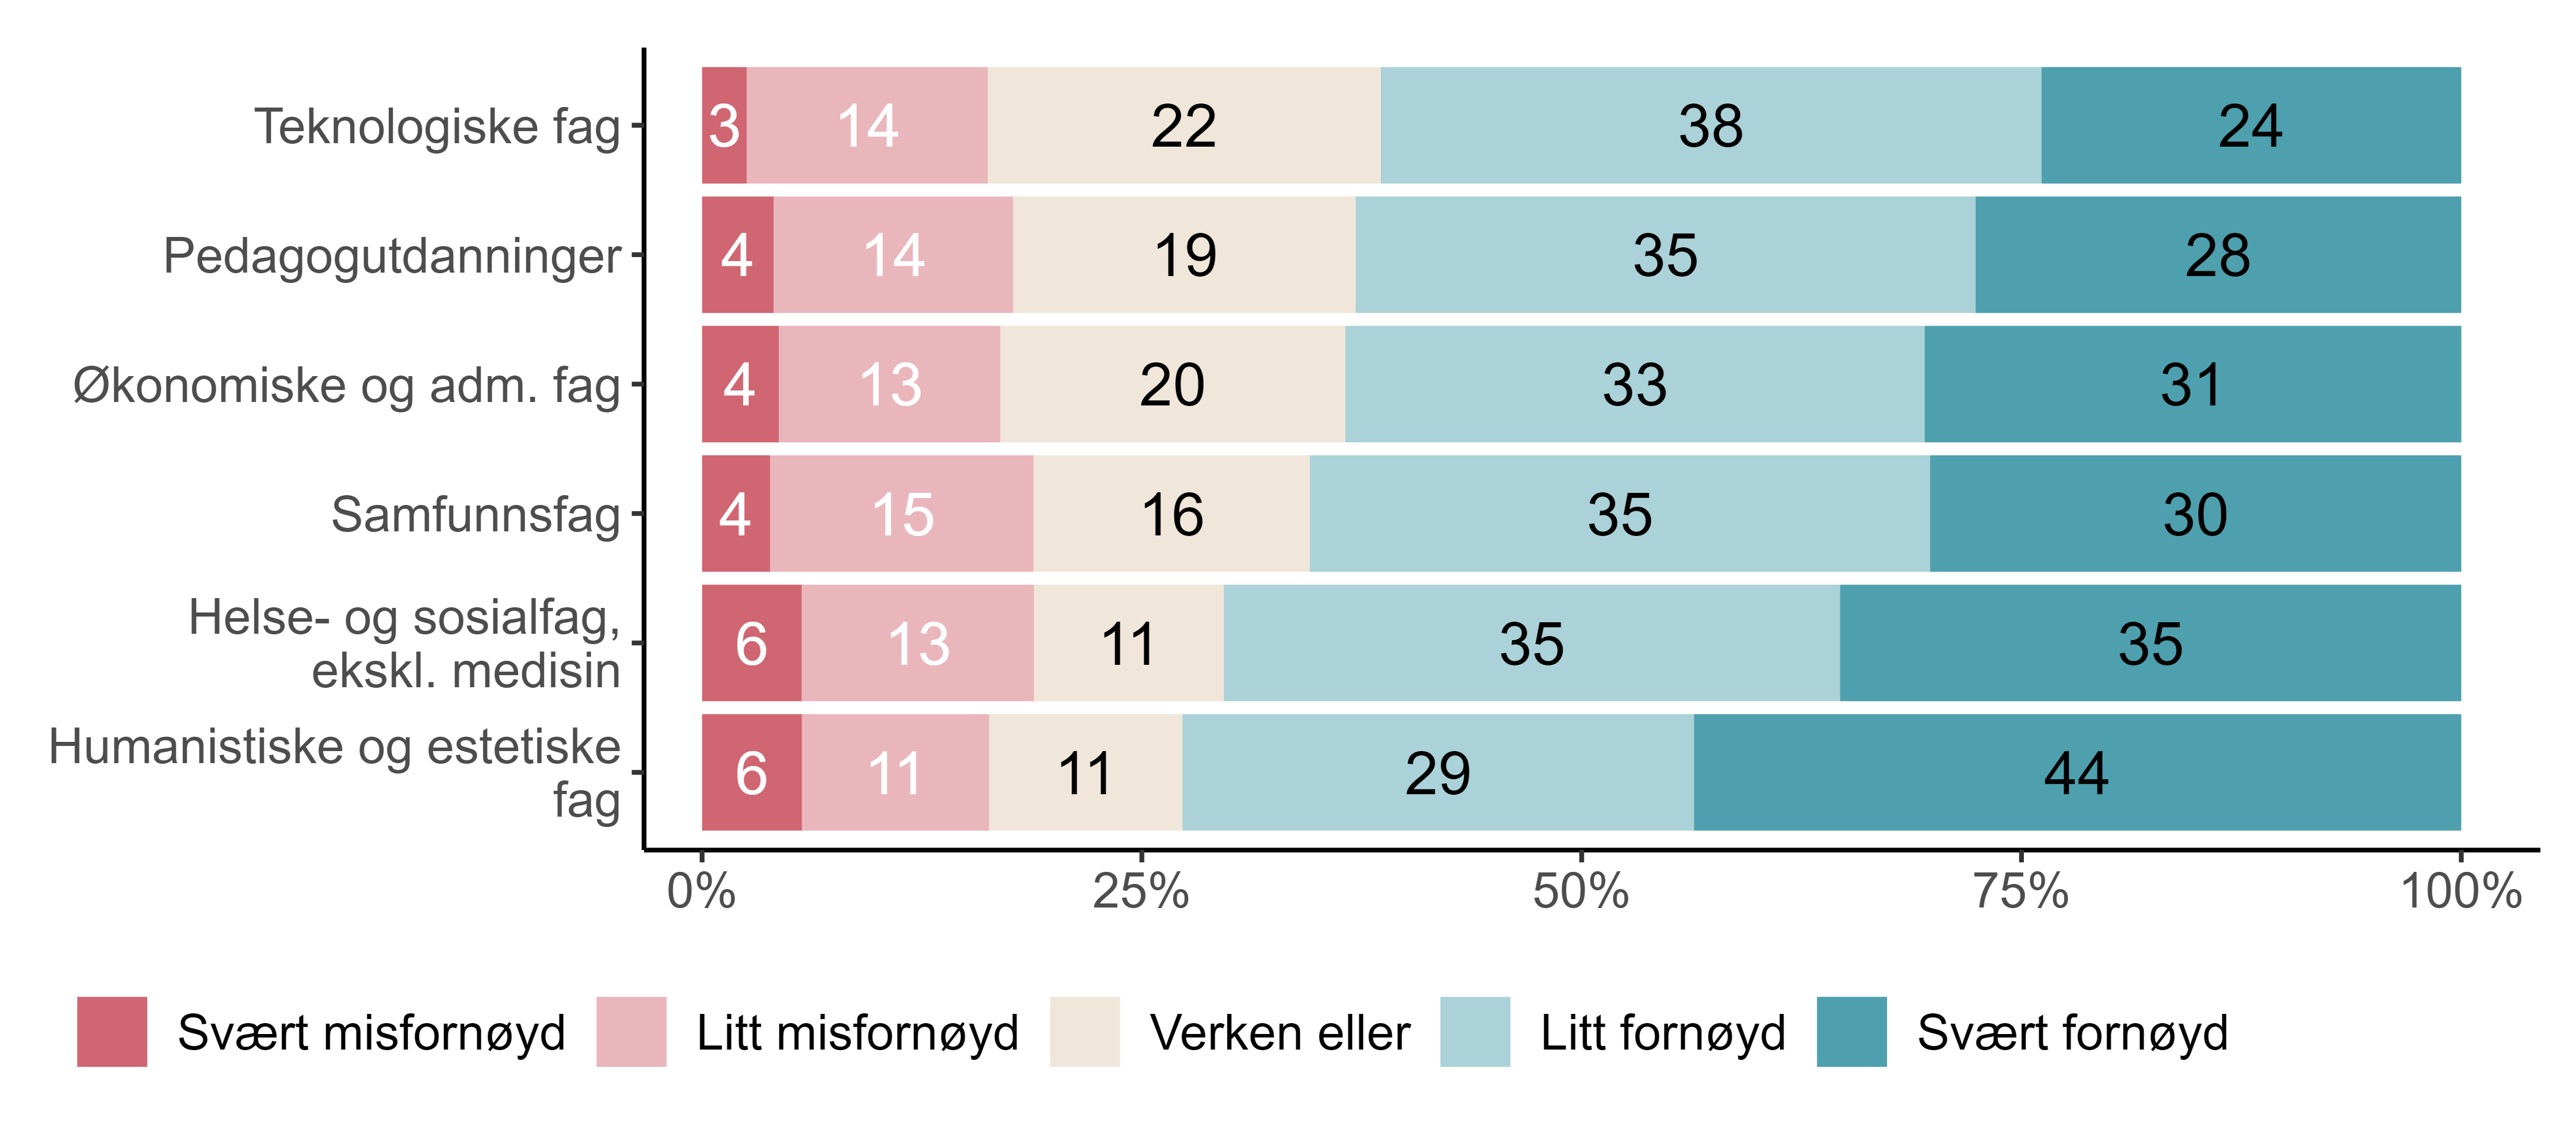 Teknologiske fag 3 14 22 38 24
Pedagogutdanninger 4 14 19 35 28
Økonomiske og adm. fag 4 13 20 33 31
Samfunnsfag 4 15 16 35 30
Helse- og sosialfag,
ekskl. medisin 6 13 11 35 35
Humanistiske og estetiske
fag 6 11 11 29 44
0% 25% 50% 75% 100%
Svært misfornøyd Litt misfornøyd Verken eller Litt fornøyd Svært fornøyd